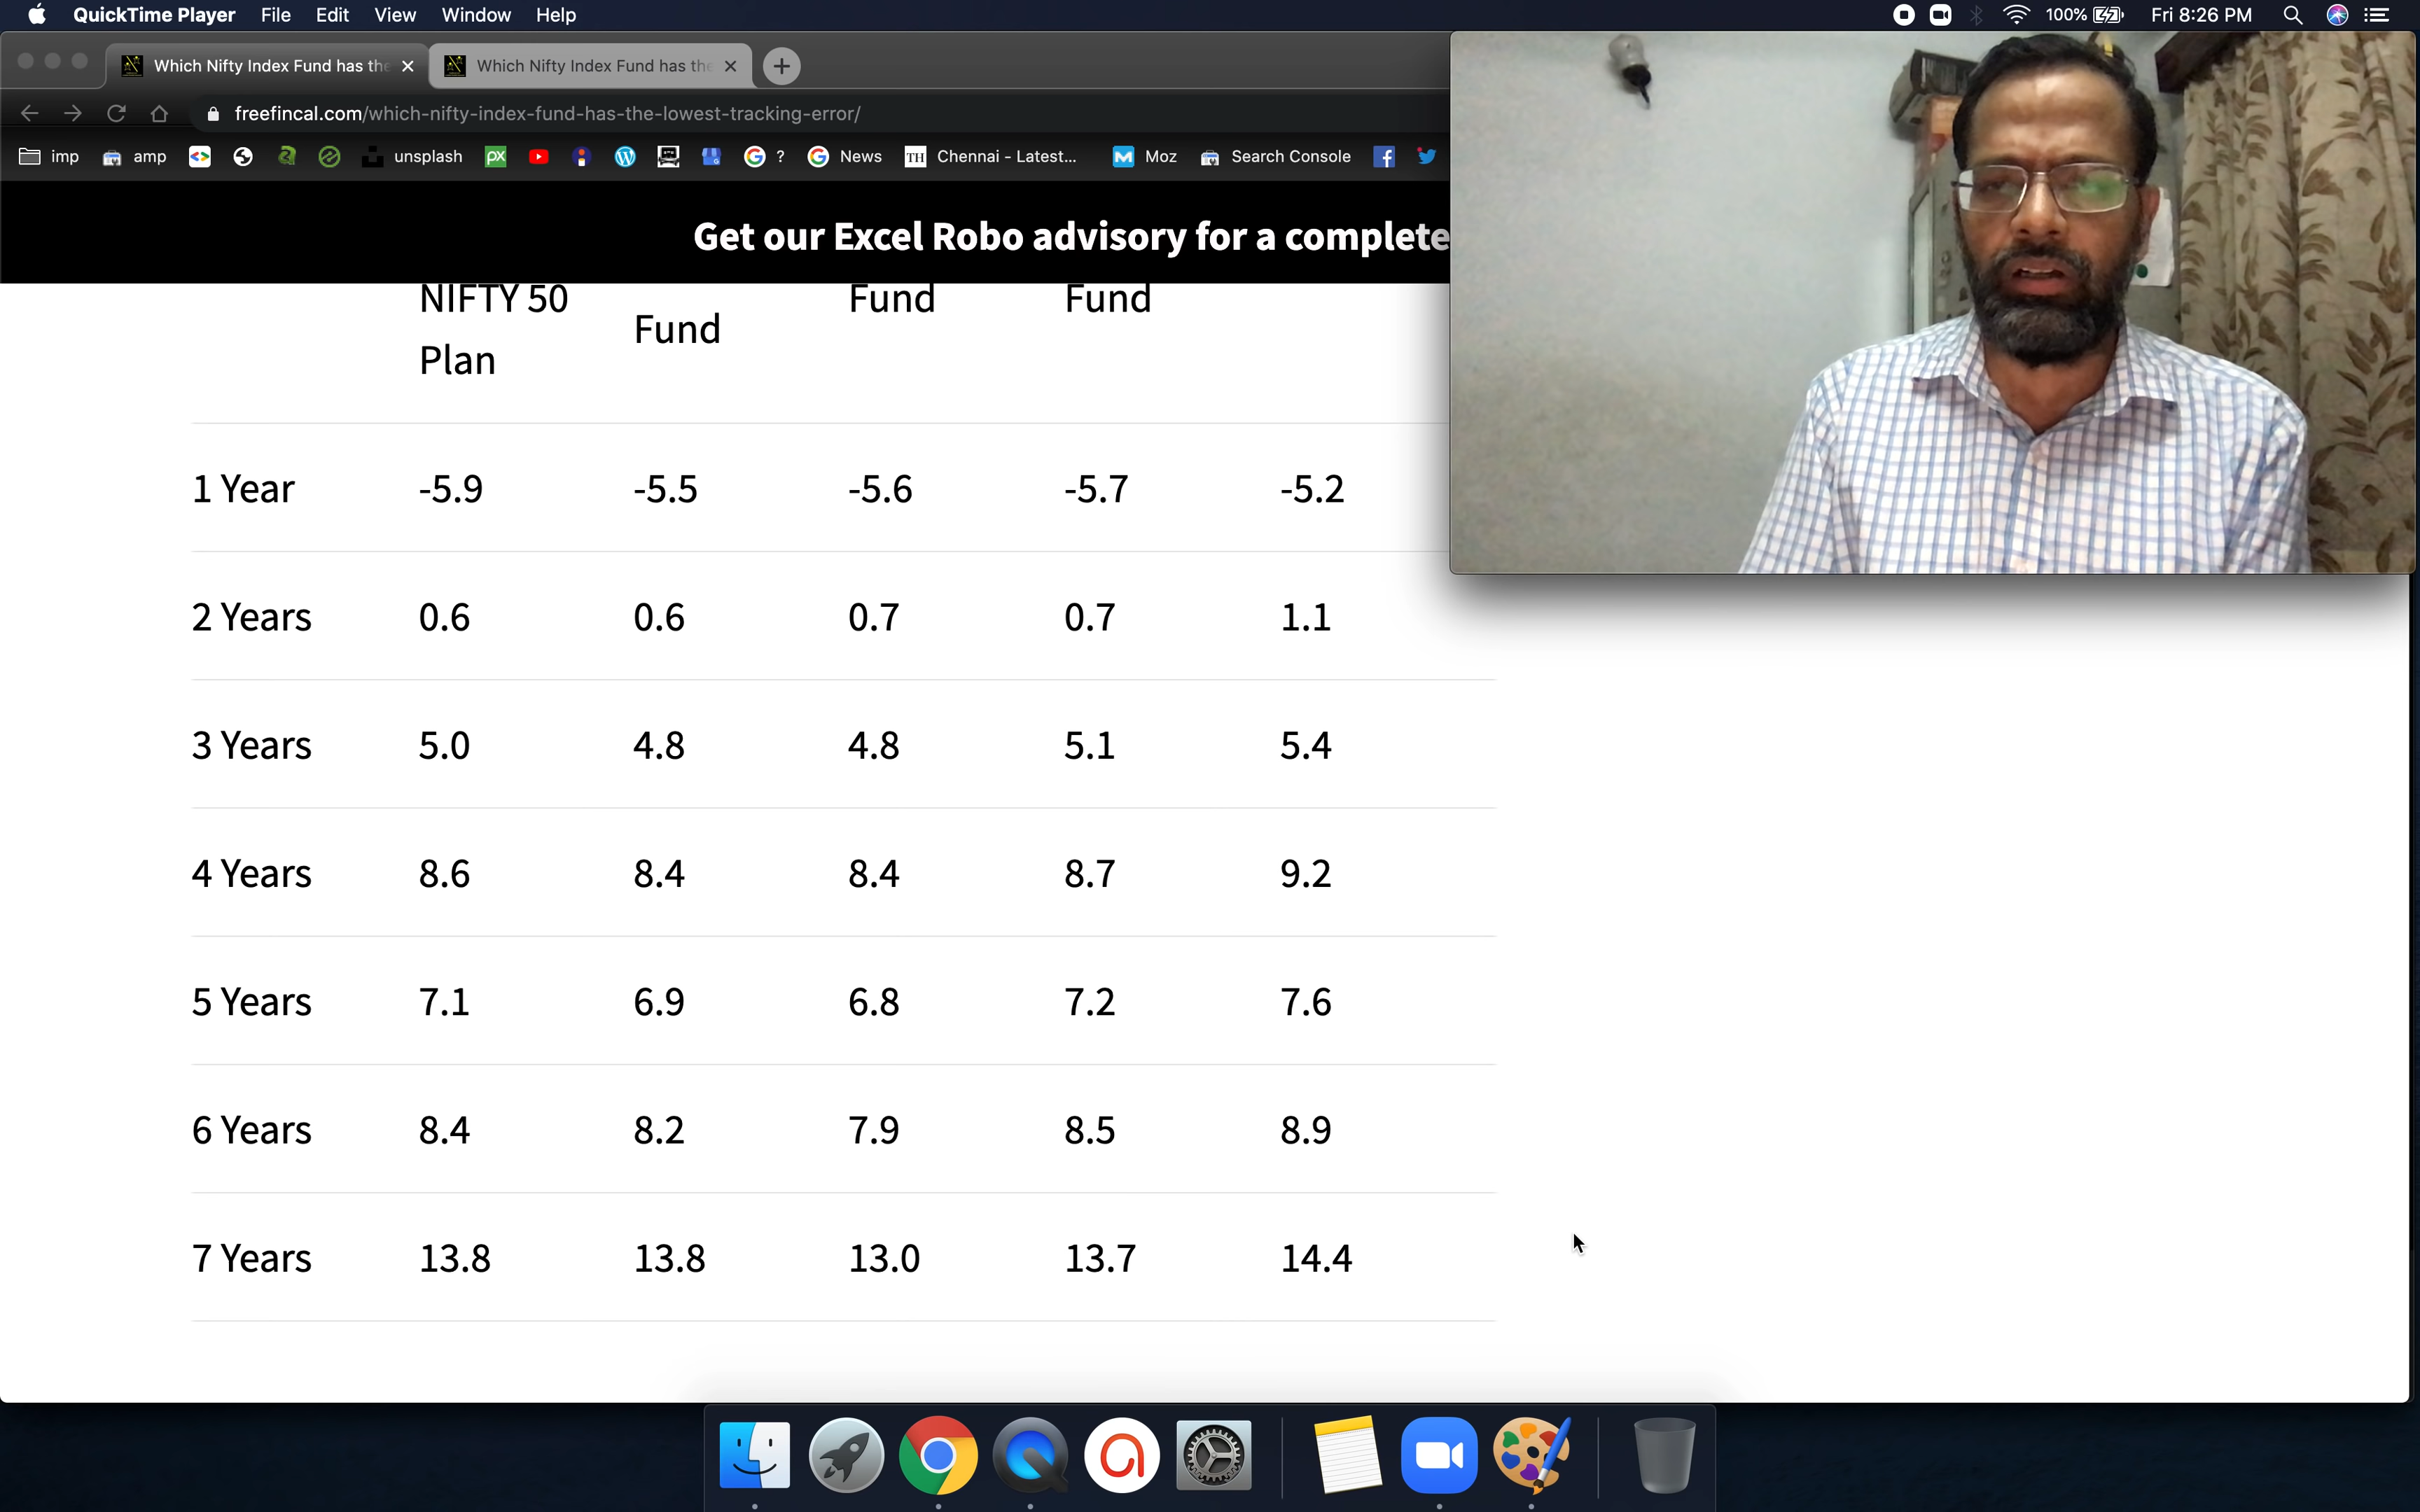 QuickTime Player File Edit View Window Help 100% Fri 8:26 PM
Which Nifty Index Fund has the Which Nifty Index Fund has the
freefincal.com/which-nifty-index-fund-has-the-lowest-tracking-error/
imp amp unsplash px ? News TH Chennai - Latest... Moz Search Console
Get our Excel Robo advisory for a complete
NIFTY 50 Fund Fund
Fund
Plan
1 Year -5.9 -5.5 -5.6 -5.7 -5.2
2 Years 0.6 0.6 0.7 0.7 1.1
3 Years 5.0 4.8 4.8 5.1 5.4
4 Years 8.6 8.4 8.4 8.7 9.2
5 Years 7.1 6.9 6.8 7.2 7.6
6 Years 8.4 8.2 7.9 8.5 8.9
7 Years 13.8 13.8 13.0 13.7 14.4